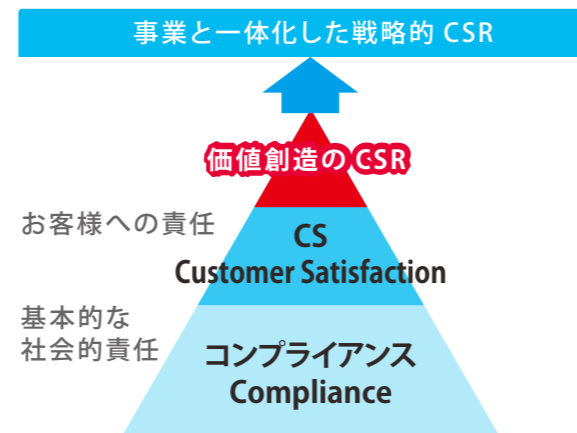 事業と一体化した戦略的 CSR
価値創造の CSR
お客様への責任
CS
Customer Satisfaction
基本的な
社会的責任
コンプライアンス
Compliance